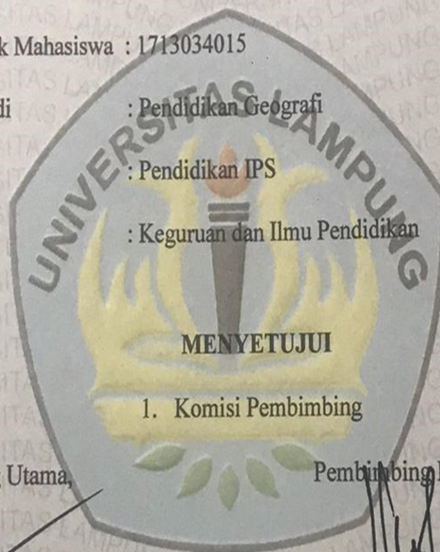 k Mahasiswa : 1713034015
di : Pendidikan Geografi
: Pendidikan IPS
: Keguruan dan Ilmu Pendidikan
UNIVERSITAS LAMPUNG
MENYETUJUI
1. Komisi Pembimbing
Utama, Pembimbing